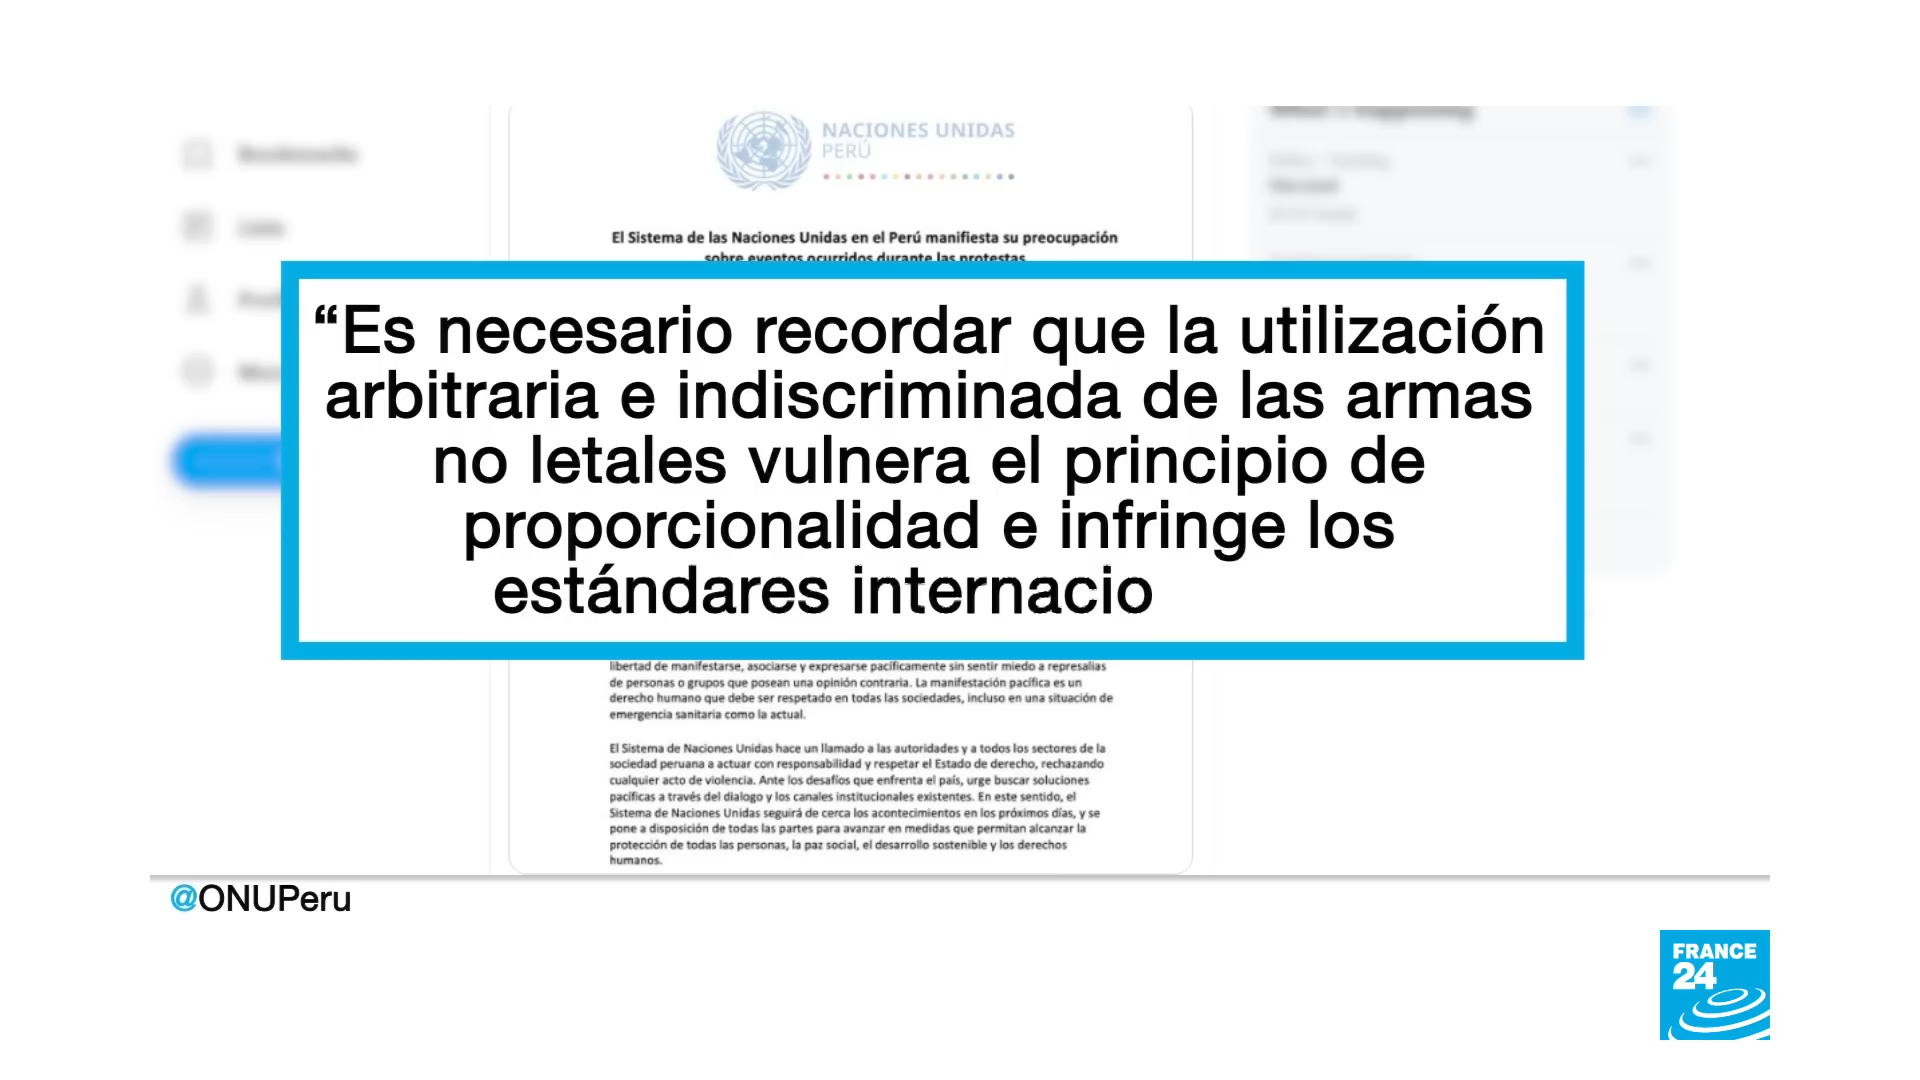 NACIONES UNIDAS
PERÚ
El Sistema de las Naciones Unidas en el Perú manifiesta su preocupación
sobre eventos ocurridos durante las protestas
“Es necesario recordar que la utilización
arbitraria e indiscriminada de las armas
no letales vulnera el principio de
proporcionalidad e infringe los
estándares internacio
libertad de manifestarse, asociarse y expresarse pacíficamente sin sentir miedo a represalias
de personas o grupos que posean una opinión contraria. La manifestación pacífica es un
derecho humano que debe ser respetado en todas las sociedades, incluso en una situación de
emergencia sanitaria como la actual.
El Sistema de Naciones Unidas hace un llamado a las autoridades y a todos los sectores de la
sociedad peruana a actuar con responsabilidad y respetar el Estado de derecho, rechazando
cualquier acto de violencia. Ante los desafíos que enfrenta el país, urge buscar soluciones
pacíficas a través del dialogo y los canales institucionales existentes. En este sentido, el
Sistema de Naciones Unidas seguirá de cerca los acontecimientos en los próximos días, y se
pone a disposición de todas las partes para avanzar en medidas que permitan alcanzar la
protección de todas las personas, la paz social, el desarrollo sostenible y los derechos
humanos.
Bookmarks
Lists
@ONUPeru
FRANCE
24